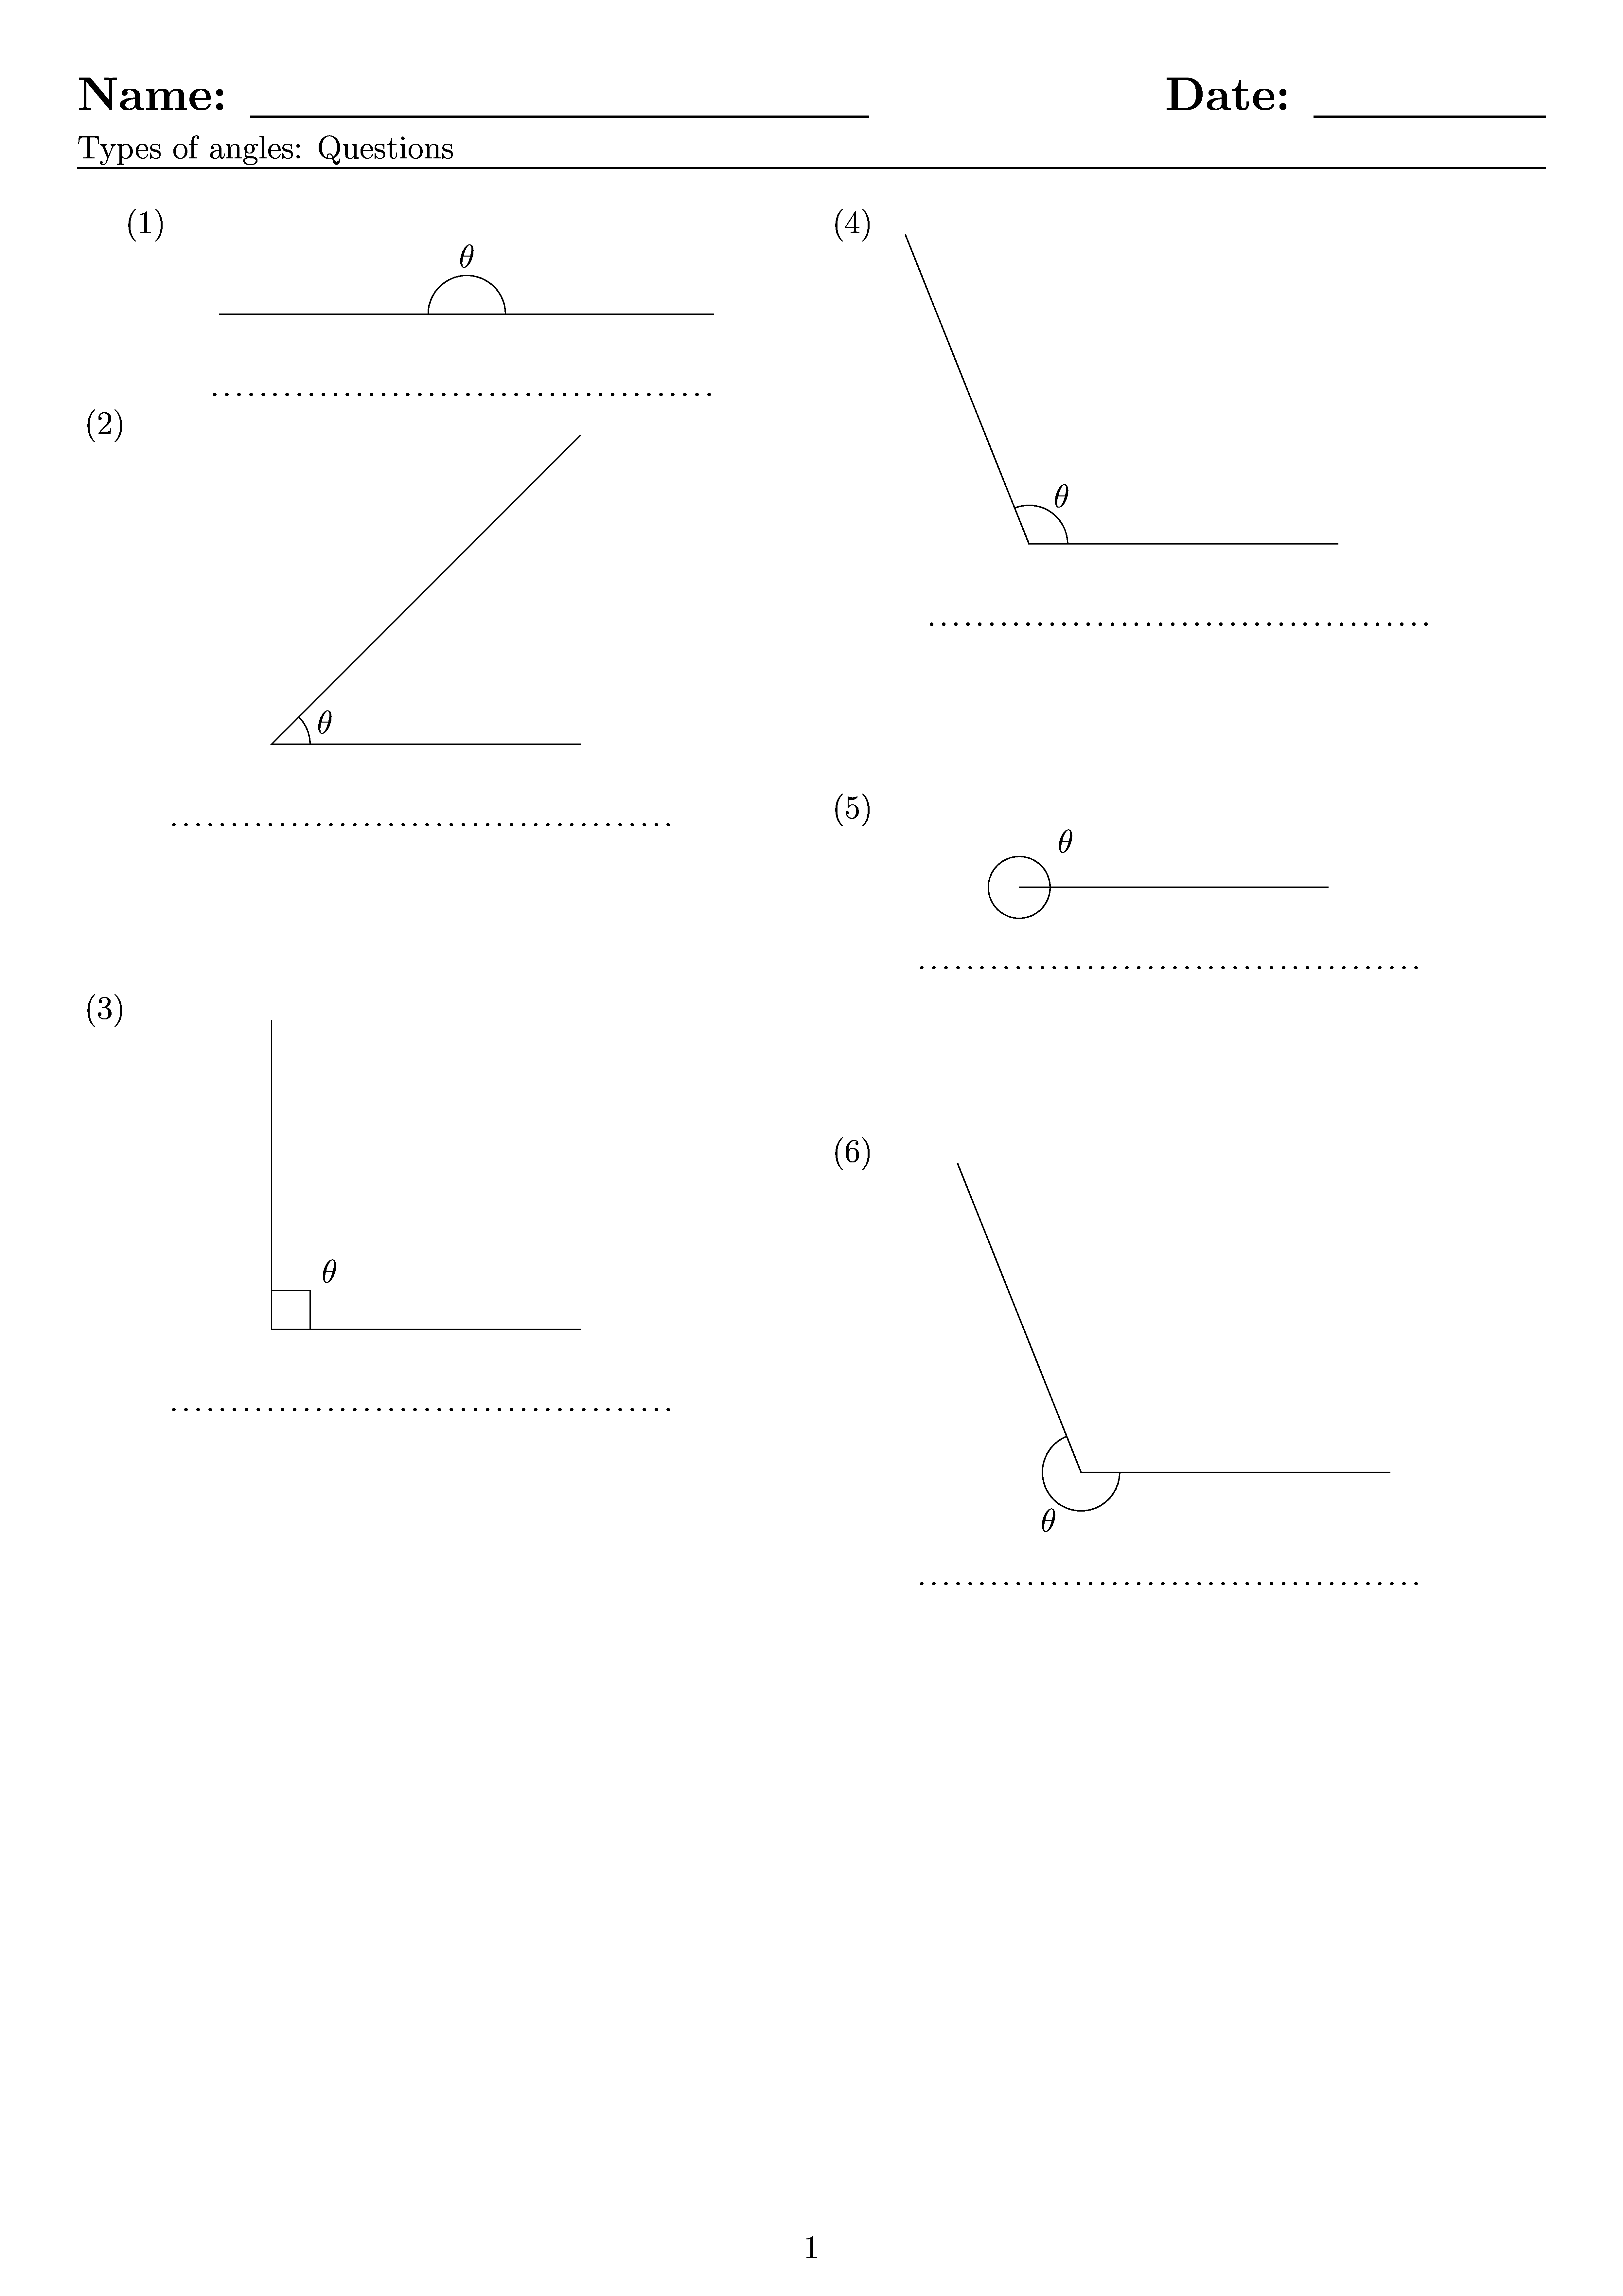 Name: Date:
Types of angles: Questions
(1)
θ
(2)
θ
(3)
θ
(4)
θ
(5)
θ
(6)
θ
1